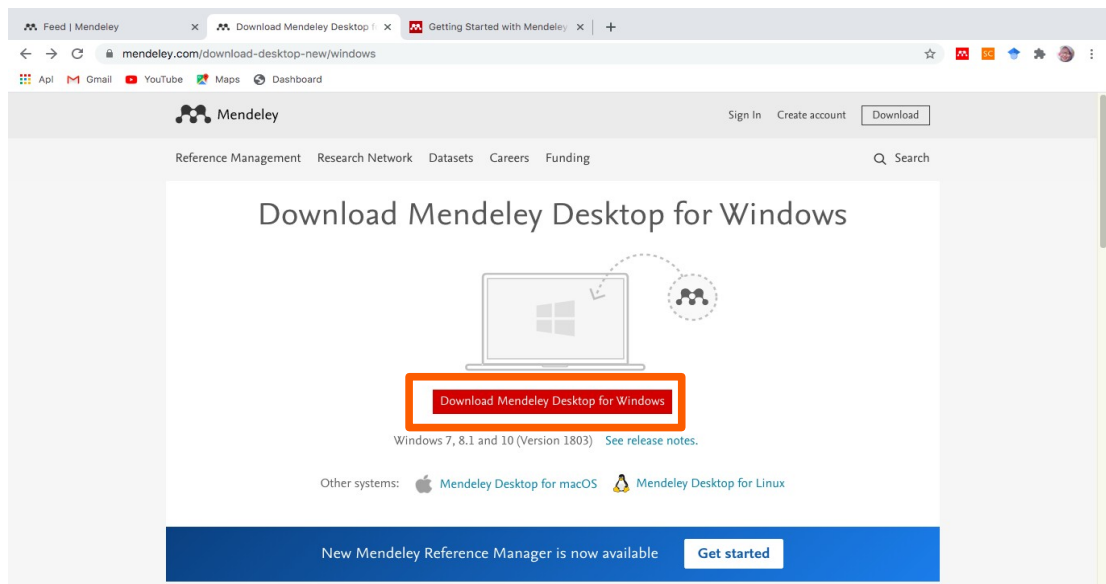 Feed | Mendeley
Download Mendeley Desktop f
Getting Started with Mendeley
mendeley.com/download-desktop-new/windows
SC
Apl Gmail YouTube Maps Dashboard
Mendeley
Sign In Create account Download
Reference Management Research Network Datasets Careers Funding Search
Download Mendeley Desktop for Windows
Download Mendeley Desktop for Windows
Windows 7, 8.1 and 10 (Version 1803) See release notes.
Other systems: Mendeley Desktop for macOS Mendeley Desktop for Linux
New Mendeley Reference Manager is now available Get started